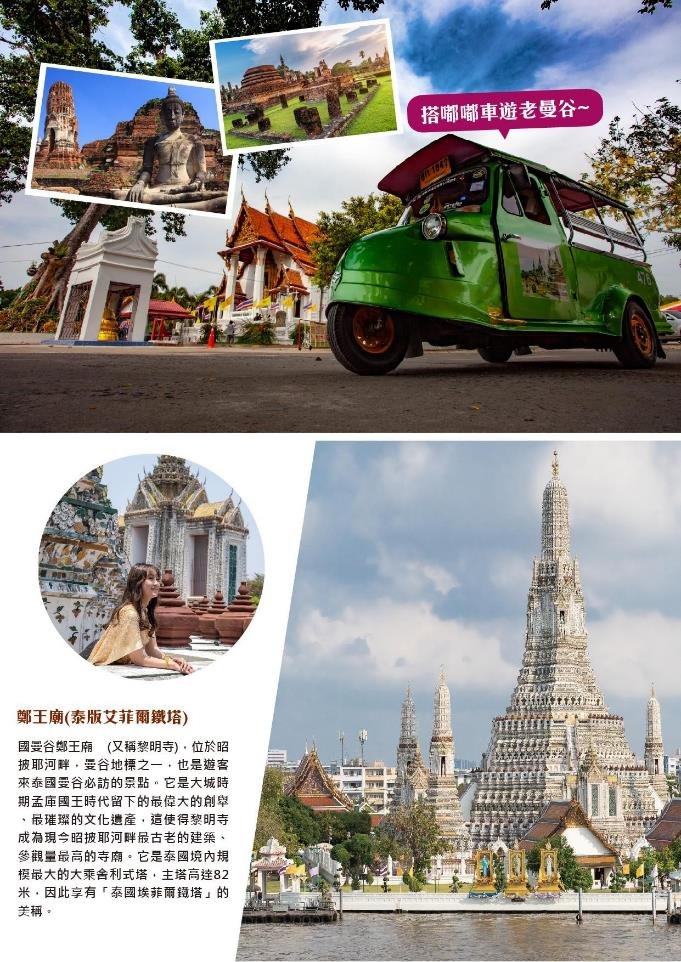 搭嘟嘟車遊老曼谷~
476
鄭王廟(泰版艾菲爾鐵塔)
國曼谷鄭王廟　(又稱黎明寺)，位於昭
披耶河畔，曼谷地標之一，也是遊客
來泰國曼谷必訪的景點。它是大城時
期孟庫國王時代留下的最偉大的創舉
、最璀璨的文化遺產，這使得黎明寺
成為現今昭披耶河畔最古老的建築、
參觀量最高的寺廟。它是泰國境內規
模最大的大乘舍利式塔，主塔高達82
米，因此享有「泰國埃菲爾鐵塔」的
美稱。